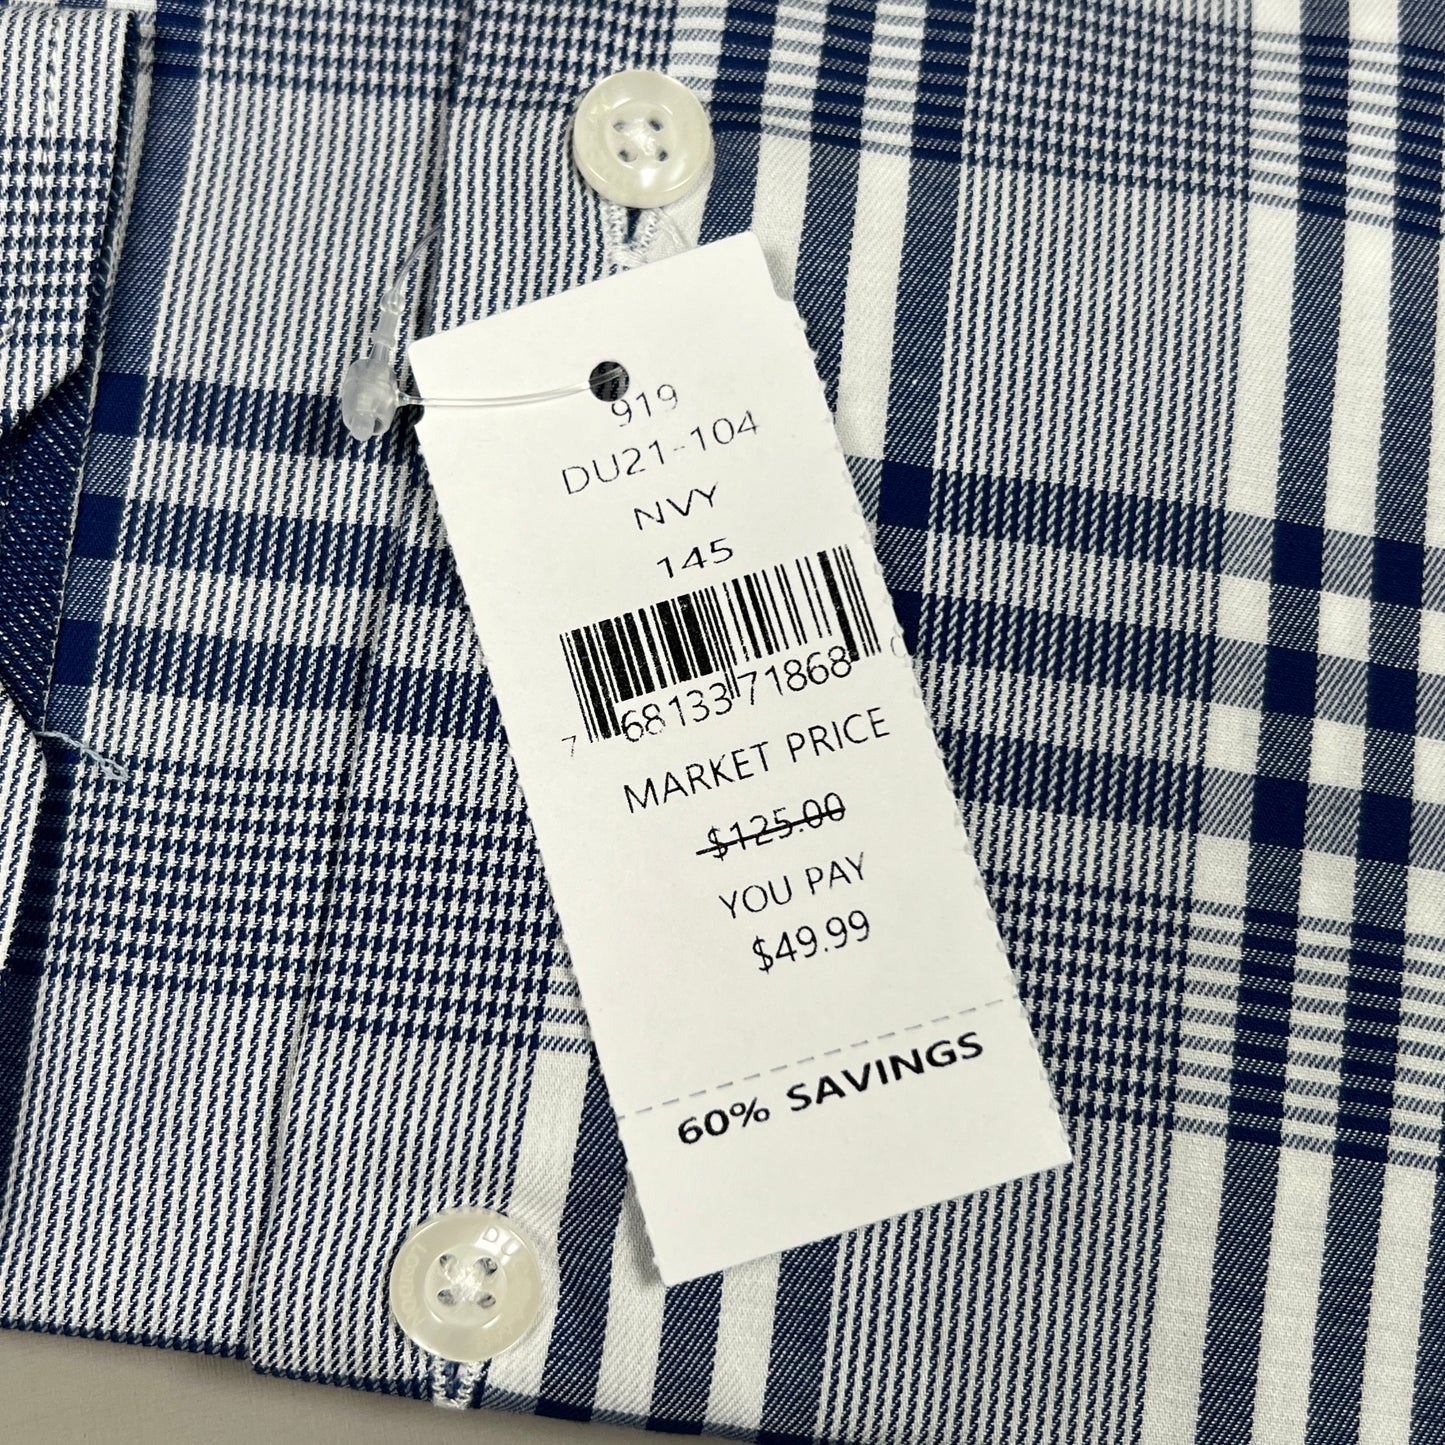 919
DU21-104
NVY
145
7 68133 71868
MARKET PRICE
$125.00
YOU PAY
$49.99
60% SAVINGS